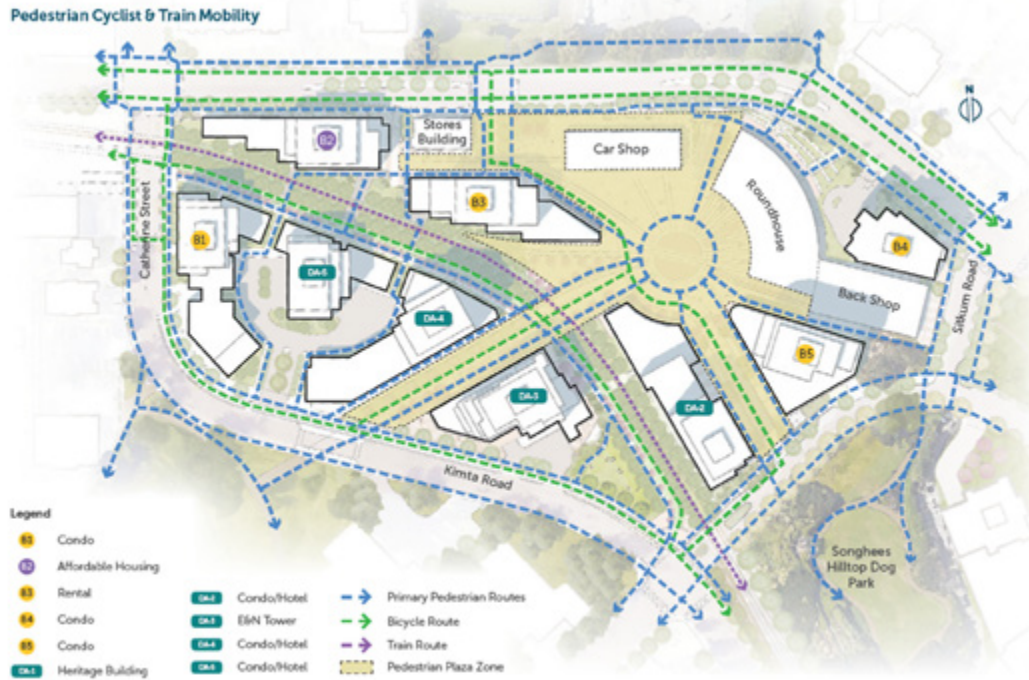 Pedestrian Cyclist & Train Mobility
N
B2
Stores
Building
Car Shop
Roundhouse
Catherine Street
B1
B3
B4
DA-5
Back Shop
Sitkum Road
DA-4
B5
DA-3
DA-2
Kimta Road
Songhees
Hilltop Dog
Park
Legend
B1 Condo
B2 Affordable Housing
B3 Rental
B4 Condo
B5 Condo
DA-1 Heritage Building
DA-2 Condo/Hotel
DA-3 E&N Tower
DA-4 Condo/Hotel
DA-5 Condo/Hotel
Primary Pedestrian Routes
Bicycle Route
Train Route
Pedestrian Plaza Zone